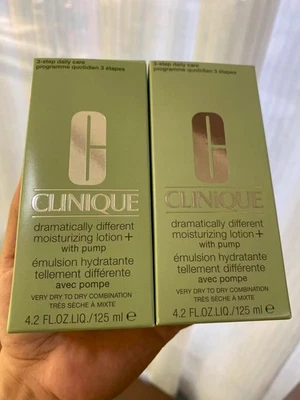 3-step daily care
programme quotidien 3 étapes
CLINIQUE
dramatically different
moisturizing lotion+
with pump
émulsion hydratante
tellement différente
avec pompe
VERY DRY TO DRY COMBINATION
TRÈS SÈCHE À MIXTE
4.2 FL.OZ.LIQ./125 ml e
3-step daily care
programme quotidien 3 étapes
CLINIQUE
dramatically different
moisturizing lotion+
with pump
émulsion hydratante
tellement différente
avec pompe
VERY DRY TO DRY COMBINATION
TRÈS SÈCHE À MIXTE
4.2 FL.OZ.LIQ./125 ml e